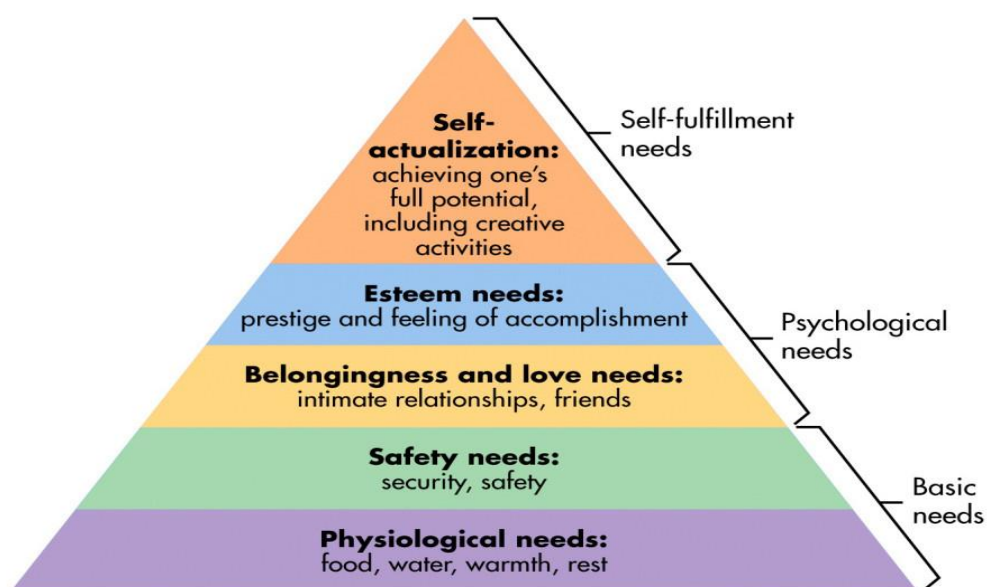 Self-
actualization:
achieving one's
full potential,
including creative
activities
Self-fulfillment
needs
Esteem needs:
prestige and feeling of accomplishment
Psychological
needs
Belongingness and love needs:
intimate relationships, friends
Safety needs:
security, safety
Basic
needs
Physiological needs:
food, water, warmth, rest